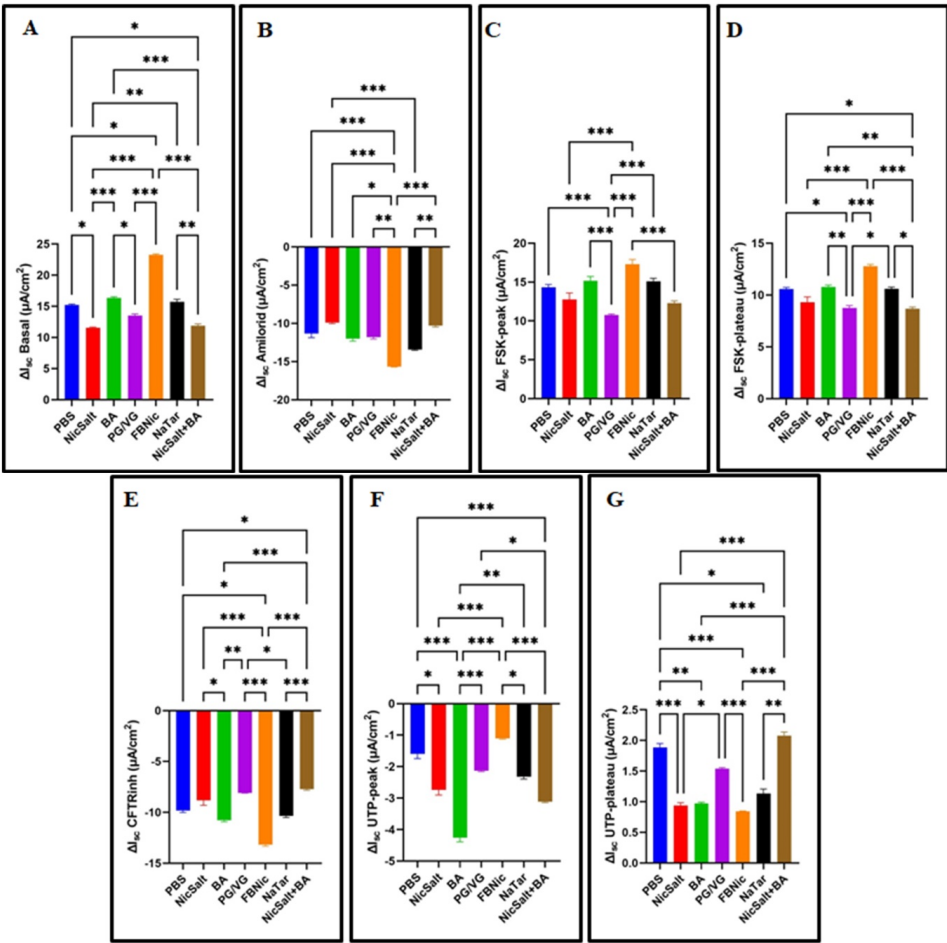 A
*
***
**
*
***
***
***
***
*
*
**
ΔISC Basal (µA/cm²)
25
20
15
10
5
0
PBS
NicSalt
BA
PG/VG
FBNic
NaTar
NicSalt+BA
B
***
***
***
*
***
**
**
ΔISC Amilorid (µA/cm²)
0
-5
-10
-15
-20
PBS
NicSalt
BA
PG/VG
FBNic
NaTar
NicSalt+BA
C
***
***
***
***
***
***
ΔISC FSK-peak (µA/cm²)
20
15
10
5
0
PBS
NicSalt
BA
PG/VG
FBNic
NaTar
NicSalt+BA
D
*
**
***
***
*
***
**
*
*
ΔISC FSK-plateau (µA/cm²)
15
10
5
0
PBS
NicSalt
BA
PG/VG
FBNic
NaTar
NicSalt+BA
E
*
***
*
***
***
**
*
*
***
***
ΔISC CFTRinh (µA/cm²)
0
-5
-10
-15
PBS
NicSalt
BA
PG/VG
FBNic
NaTar
NicSalt+BA
F
***
*
**
***
***
***
***
*
***
*
ΔISC UTP-peak (µA/cm²)
0
-1
-2
-3
-4
-5
PBS
NicSalt
BA
PG/VG
FBNic
NaTar
NicSalt+BA
G
***
*
***
***
**
***
***
*
***
**
ΔISC UTP-plateau (µA/cm²)
2.5
2.0
1.5
1.0
0.5
0.0
PBS
NicSalt
BA
PG/VG
FBNic
NaTar
NicSalt+BA